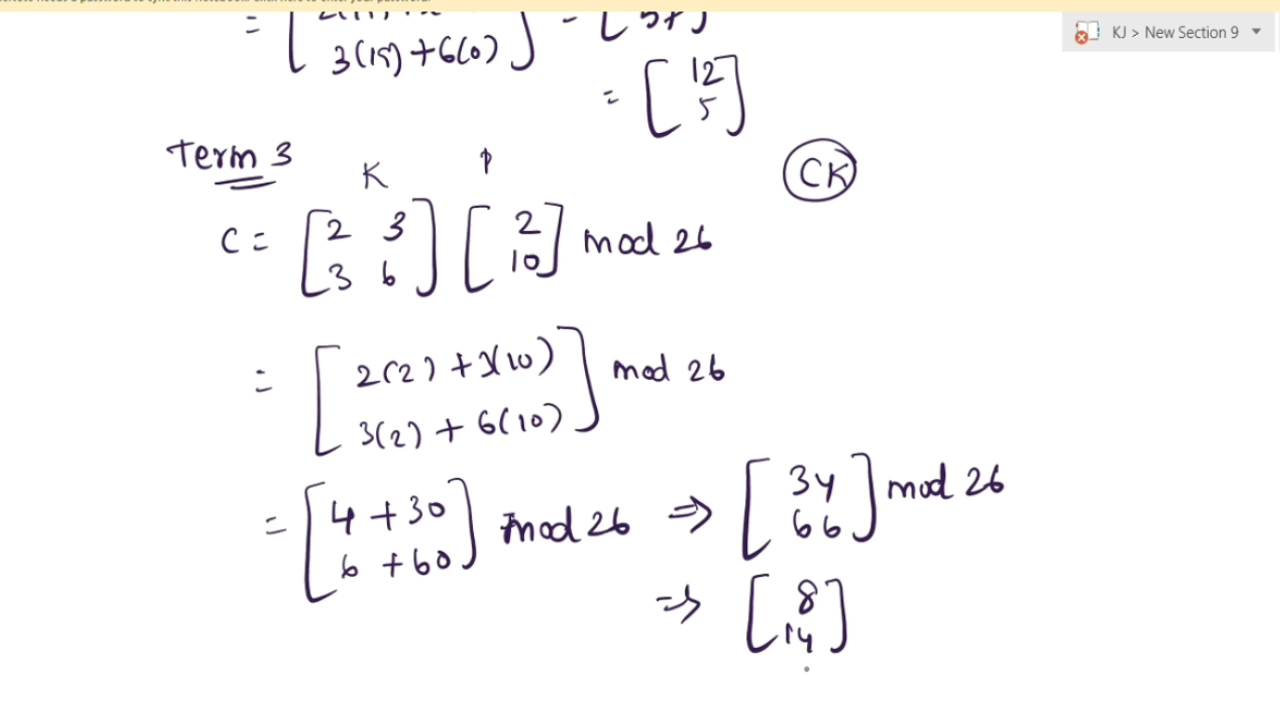 KJ > New Section 9
= [ 3(15)+6(0) ]
= [ 12
5 ]
Term 3
K P
CK
C = [ 2 3
3 6 ] [ 2
10 ] mod 26
= [ 2(2) + 3(10)
3(2) + 6(10) ] mod 26
= [ 4 + 30
6 + 60 ] mod 26 => [ 34
66 ] mod 26
=> [ 8
14 ]